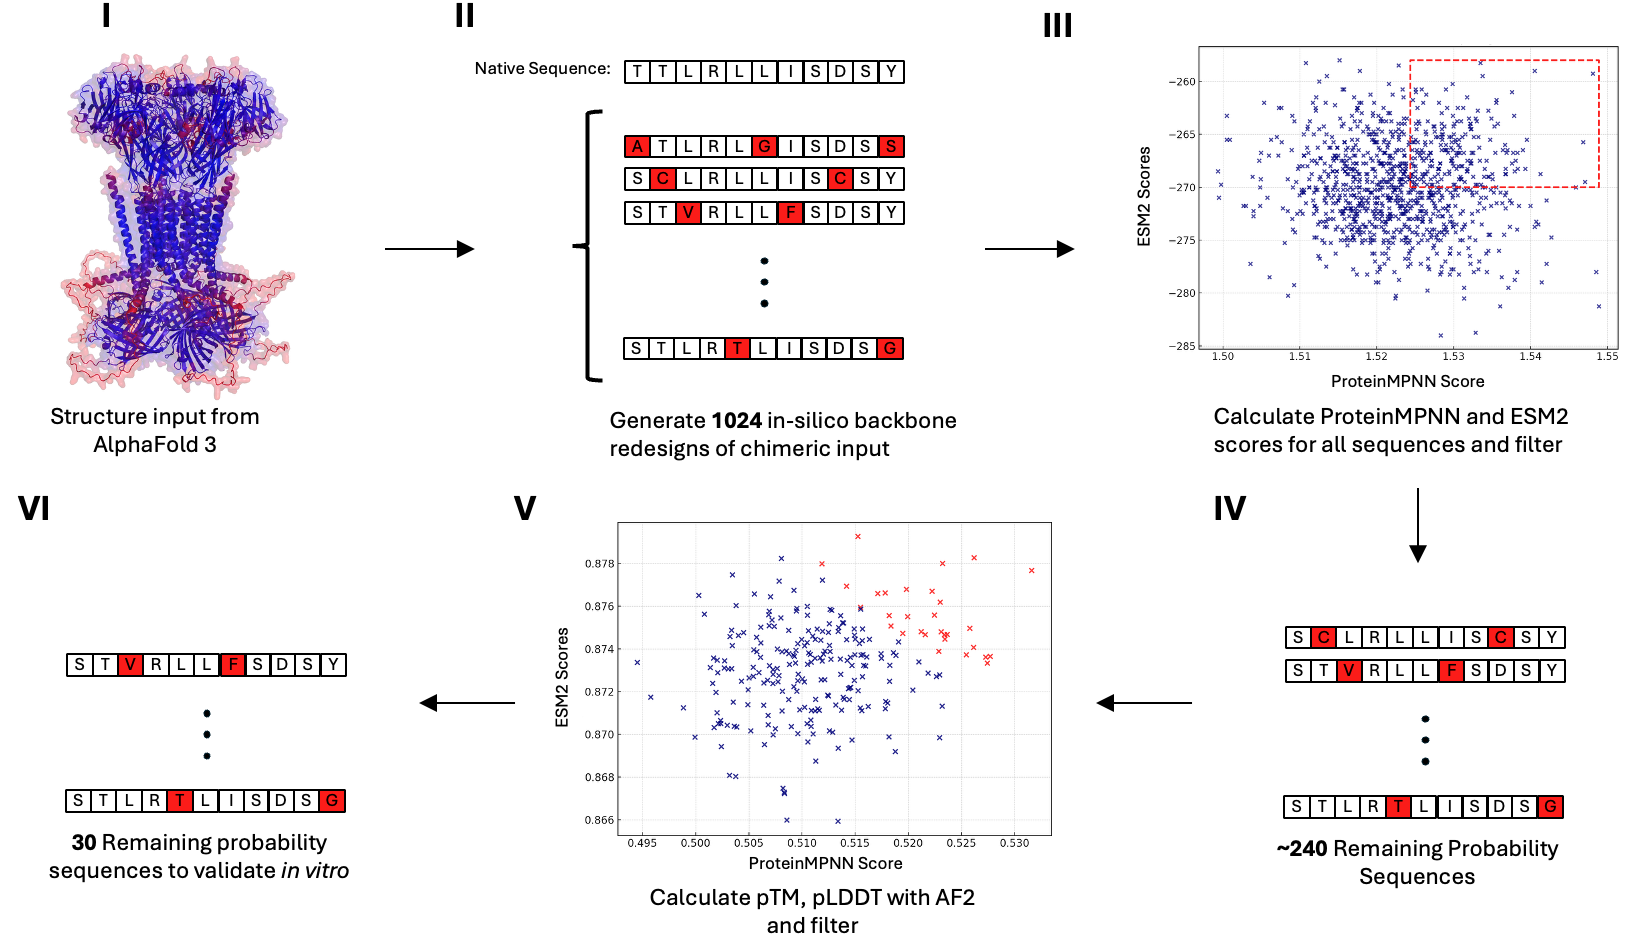 I
II
III
Native Sequence:
T T L R L L I S D S Y
A T L R L G I S D S S
S C L R L L I S C S Y
S T V R L L F S D S Y
S T L R T L I S D S G
ESM2 Scores
−260
−265
−270
−275
−280
−285
1.50 1.51 1.52 1.53 1.54 1.55
ProteinMPNN Score
Structure input from
AlphaFold 3
Generate 1024 in-silico backbone
redesigns of chimeric input
Calculate ProteinMPNN and ESM2
scores for all sequences and filter
VI
V
IV
S T V R L L F S D S Y
S T L R T L I S D S G
30 Remaining probability
sequences to validate in vitro
ESM2 Scores
0.878
0.876
0.874
0.872
0.870
0.868
0.866
0.495 0.500 0.505 0.510 0.515 0.520 0.525 0.530
ProteinMPNN Score
Calculate pTM, pLDDT with AF2
and filter
S C L R L L I S C S Y
S T V R L L F S D S Y
S T L R T L I S D S G
~240 Remaining Probability
Sequences